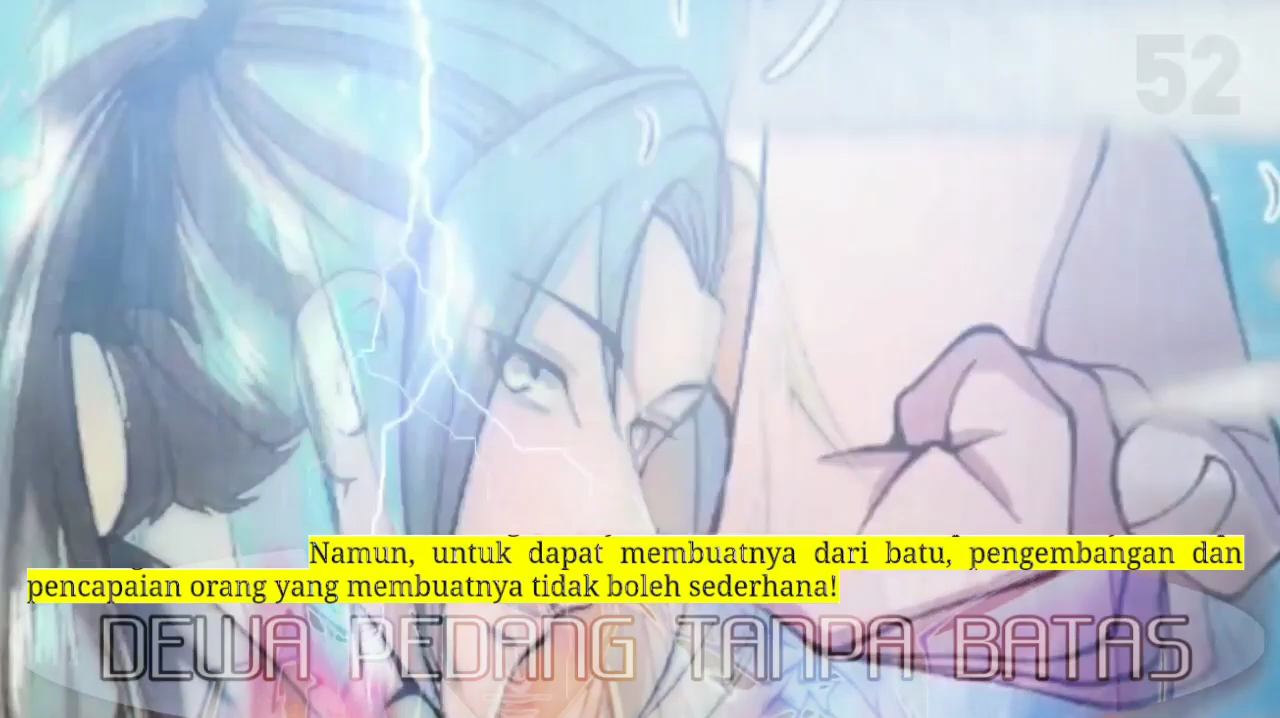 52
Namun, untuk dapat membuatnya dari batu, pengembangan dan
pencapaian orang yang membuatnya tidak boleh sederhana!
DEWA PEDANG TANPA BATAS